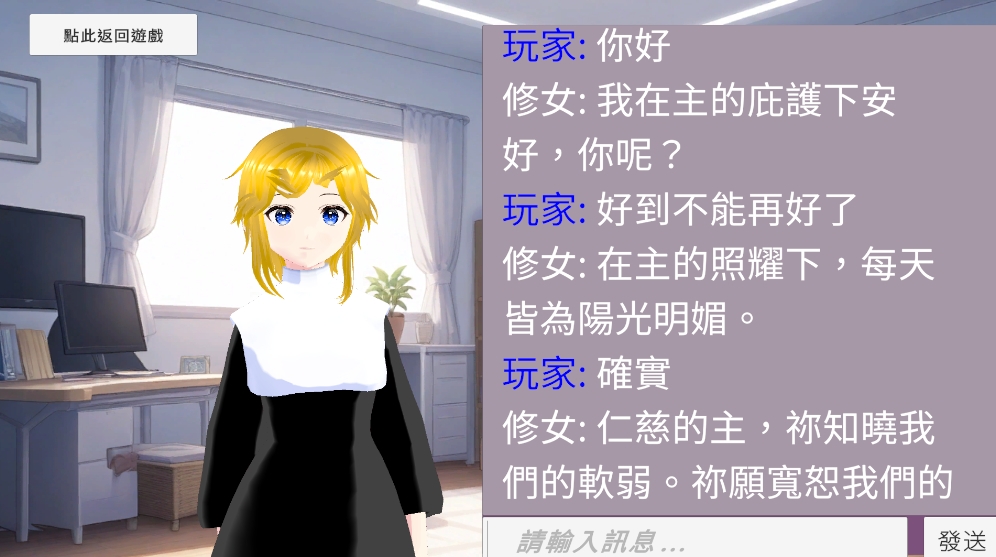 點此返回遊戲
玩家: 你好
修女: 我在主的庇護下安
好，你呢？
玩家: 好到不能再好了
修女: 在主的照耀下，每天
皆為陽光明媚。
玩家: 確實
修女: 仁慈的主，祢知曉我
們的軟弱。祢願寬恕我們的
請輸入訊息...
發送